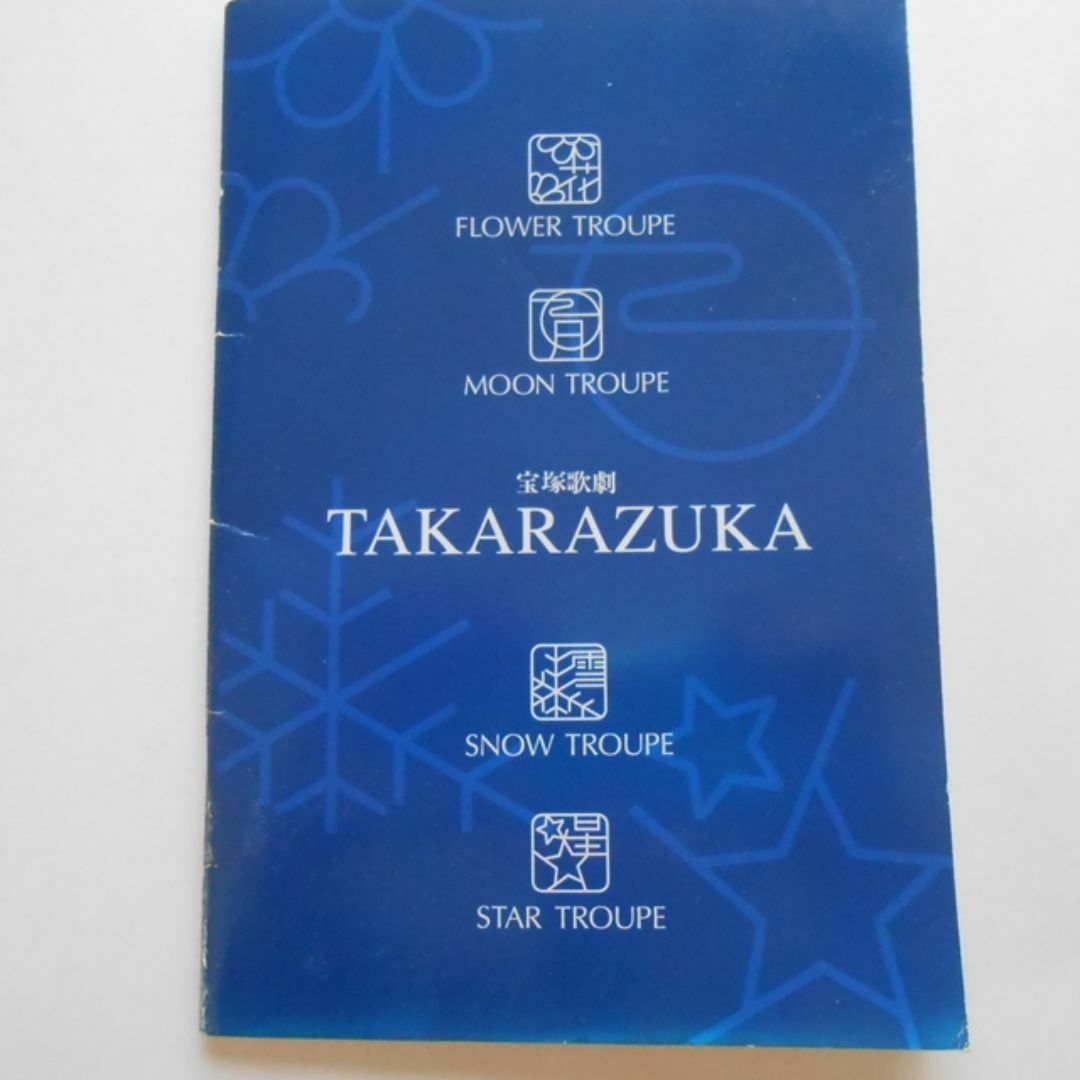 花
FLOWER TROUPE
月
MOON TROUPE
宝塚歌劇
TAKARAZUKA
雪
SNOW TROUPE
星
STAR TROUPE